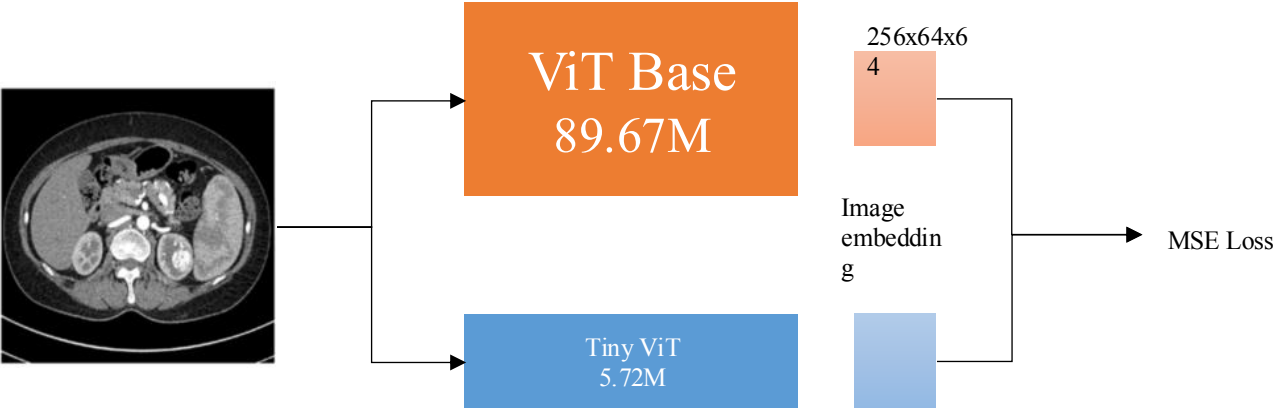 ViT Base
89.67M
256x64x6
4
Image
embeddin
g
MSE Loss
Tiny ViT
5.72M